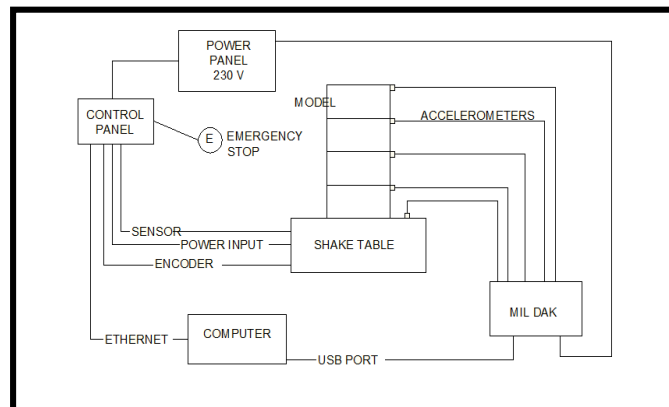 POWER
PANEL
230 V
MODEL
CONTROL
PANEL
ACCELEROMETERS
E
EMERGENCY
STOP
SENSOR
POWER INPUT
SHAKE TABLE
ENCODER
MIL DAK
COMPUTER
ETHERNET
USB PORT